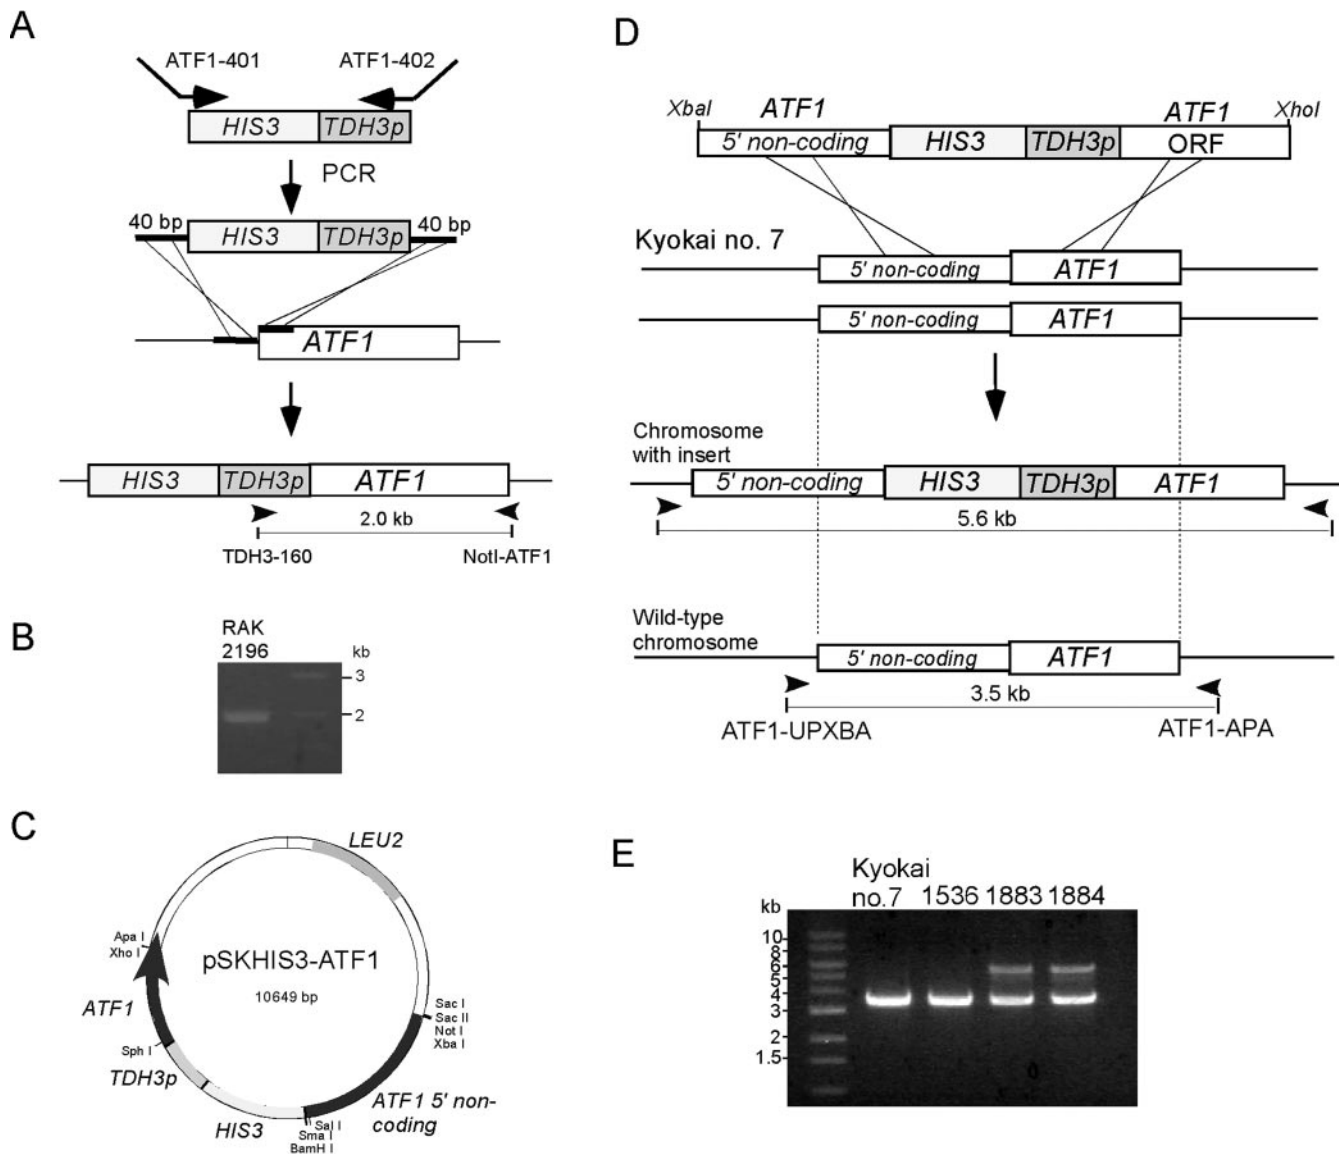 A
ATF1-401
ATF1-402
HIS3
TDH3p
PCR
40 bp
40 bp
HIS3
TDH3p
ATF1
HIS3
TDH3p
ATF1
2.0 kb
TDH3-160
NotI-ATF1
B
RAK
2196
kb
3
2
C
LEU2
Apa I
Xho I
pSKHIS3-ATF1
10649 bp
ATF1
Sac I
Sac II
Not I
Xba I
Sph I
TDH3p
HIS3
Sal I
Sma I
BamH I
ATF1 5' non-
coding
D
XbaI
ATF1
ATF1
XhoI
5' non-coding
HIS3
TDH3p
ORF
Kyokai no. 7
5' non-coding
ATF1
5' non-coding
ATF1
Chromosome
with insert
5' non-coding
HIS3
TDH3p
ATF1
5.6 kb
Wild-type
chromosome
5' non-coding
ATF1
3.5 kb
ATF1-UPXBA
ATF1-APA
E
Kyokai
no.7 1536 1883 1884
kb
10
8
6
5
4
3
2
1.5